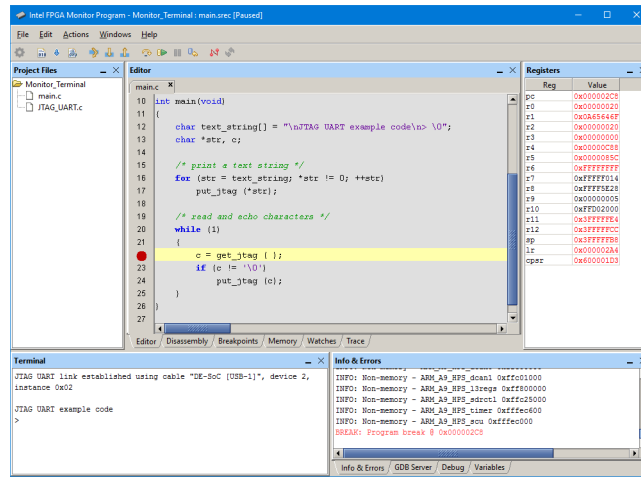 Intel FPGA Monitor Program - Monitor_Terminal : main.srec [Paused]
File Edit Actions Windows Help
Project Files
Monitor_Terminal
main.c
JTAG_UART.c
Editor
main.c
10 int main(void)
11 {
12 char text_string[] = "\nJTAG UART example code\n> \0";
13 char *str, c;
14
15 /* print a text string */
16 for (str = text_string; *str != 0; ++str)
17 put_jtag (*str);
18
19 /* read and echo characters */
20 while (1)
21 {
c = get_jtag ( );
23 if (c != '\0')
24 put_jtag (c);
25 }
26 }
27
Editor Disassembly Breakpoints Memory Watches Trace
Registers
Reg Value
pc 0x000002C8
r0 0x00000020
r1 0x0A65646F
r2 0x00000020
r3 0x00000000
r4 0x00000C88
r5 0x0000085C
r6 0xFFFFFFFF
r7 0xFFFFF014
r8 0xFFFF5E28
r9 0x00000005
r10 0xFFD02000
r11 0x3FFFFFE4
r12 0x3FFFFFCC
sp 0x3FFFFFB8
lr 0x000002A4
cpsr 0x600001D3
Terminal
JTAG UART link established using cable "DE-SoC [USB-1]", device 2,
instance 0x02
JTAG UART example code
>
Info & Errors
INFO: Non-memory - ARM_A9_HPS_dcan1 0xffc01000
INFO: Non-memory - ARM_A9_HPS_l3regs 0xff800000
INFO: Non-memory - ARM_A9_HPS_sdrctl 0xffc25000
INFO: Non-memory - ARM_A9_HPS_timer 0xfffec600
INFO: Non-memory - ARM_A9_HPS_scu 0xfffec000
BREAK: Program break @ 0x000002C8
Info & Errors GDB Server Debug Variables